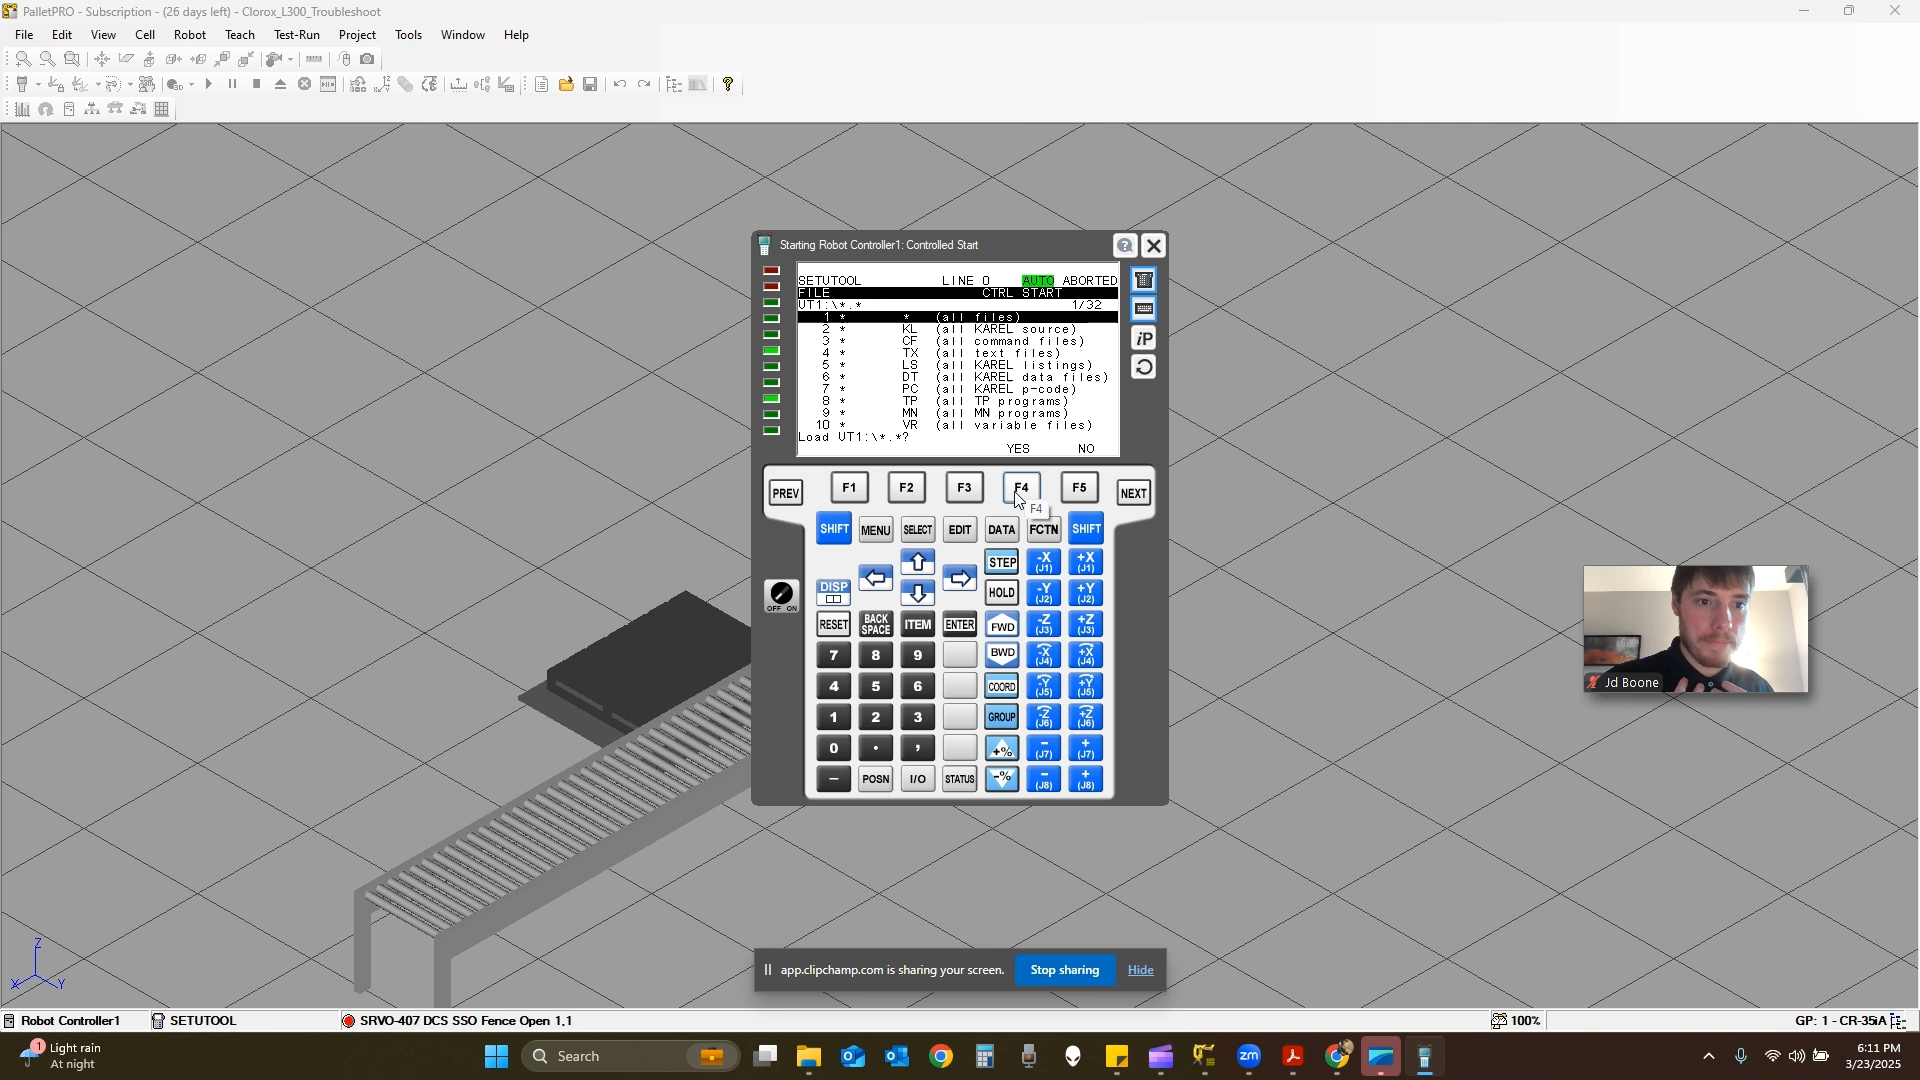 PalletPRO - Subscription - (26 days left) - Clorox_L300_Troubleshoot
File Edit View Cell Robot Teach Test-Run Project Tools Window Help
Starting Robot Controller1: Controlled Start
SETUTOOL LINE 0 AUTO ABORTED
FILE CTRL START
UT1:\*.* 1/32
1 * * (all files)
2 * KL (all KAREL source)
3 * CF (all command files)
4 * TX (all text files)
5 * LS (all KAREL listings)
6 * DT (all KAREL data files)
7 * PC (all KAREL p-code)
8 * TP (all TP programs)
9 * MN (all MN programs)
10 * VR (all variable files)
Load UT1:\*.*?
YES NO
iP
PREV F1 F2 F3 F4 F5 NEXT
F4
SHIFT MENU SELECT EDIT DATA FCTN SHIFT
STEP -X (J1) +X (J1)
DISP HOLD -Y (J2) +Y (J2)
OFF ON
RESET BACK SPACE ITEM ENTER FWD -Z (J3) +Z (J3)
7 8 9 BWD -X (J4) +X (J4)
4 5 6 COORD -Y (J5) +Y (J5)
1 2 3 GROUP -Z (J6) +Z (J6)
0 . , +% - (J7) + (J7)
- POSN I/O STATUS -% - (J8) + (J8)
Jd Boone
Z
X Y
app.clipchamp.com is sharing your screen. Stop sharing Hide
Robot Controller1 SETUTOOL SRVO-407 DCS SSO Fence Open 1,1 100% GP: 1 - CR-35iA
1 Light rain
At night
Search
zm
6:11 PM
3/23/2025